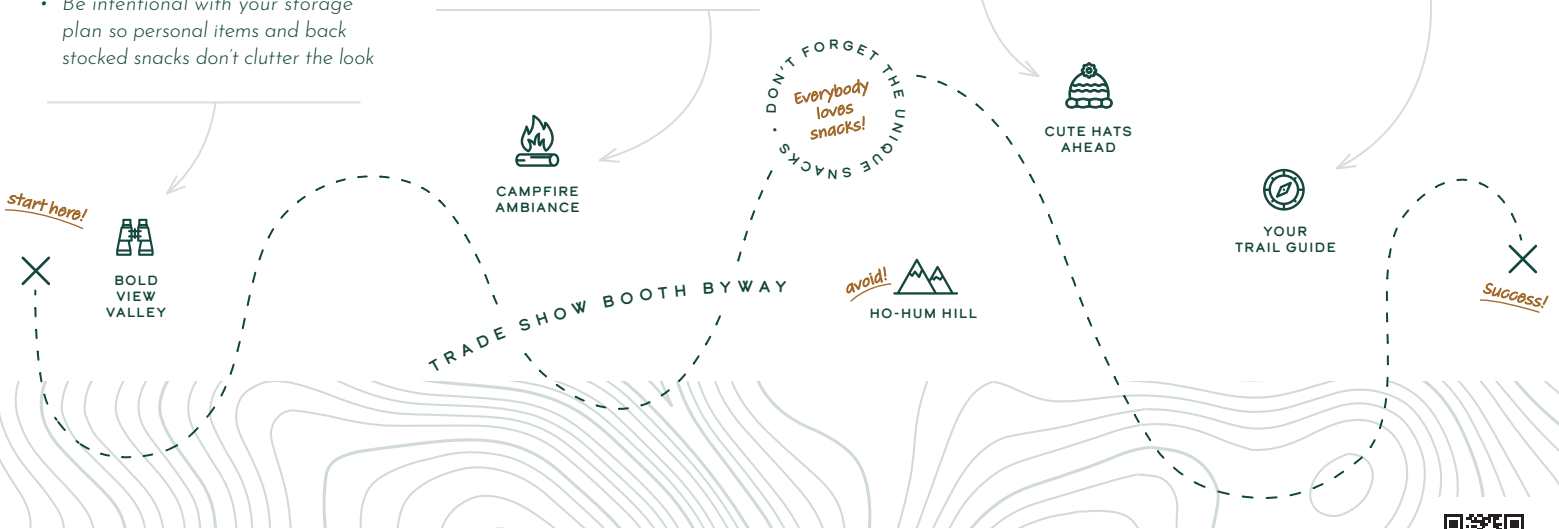 • Be intentional with your storage
plan so personal items and back
stocked snacks don't clutter the look
start here!
BOLD
VIEW
VALLEY
CAMPFIRE
AMBIANCE
TRADE SHOW BOOTH BYWAY
DON'T FORGET THE UNIQUE SNACKS •
Everybody
loves
snacks!
avoid!
HO-HUM HILL
CUTE HATS
AHEAD
YOUR
TRAIL GUIDE
Success!